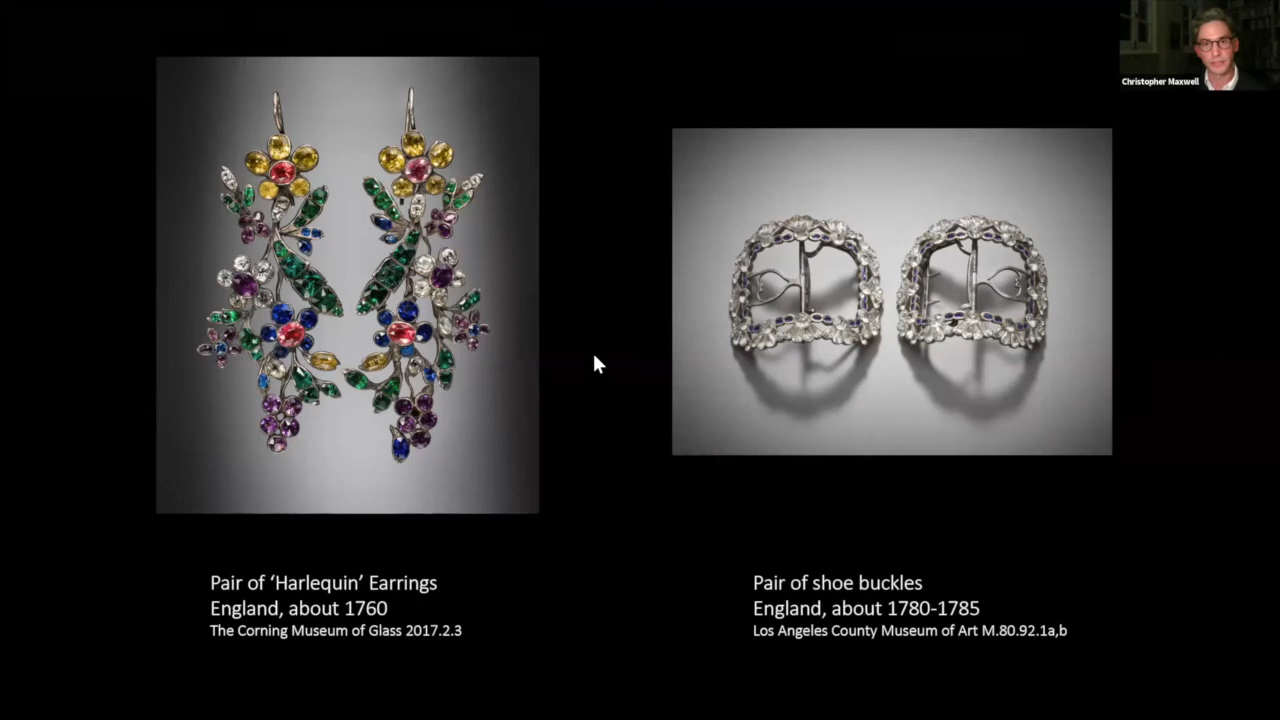 Christopher Maxwell
Pair of ‘Harlequin’ Earrings
England, about 1760
The Corning Museum of Glass 2017.2.3
Pair of shoe buckles
England, about 1780-1785
Los Angeles County Museum of Art M.80.92.1a,b